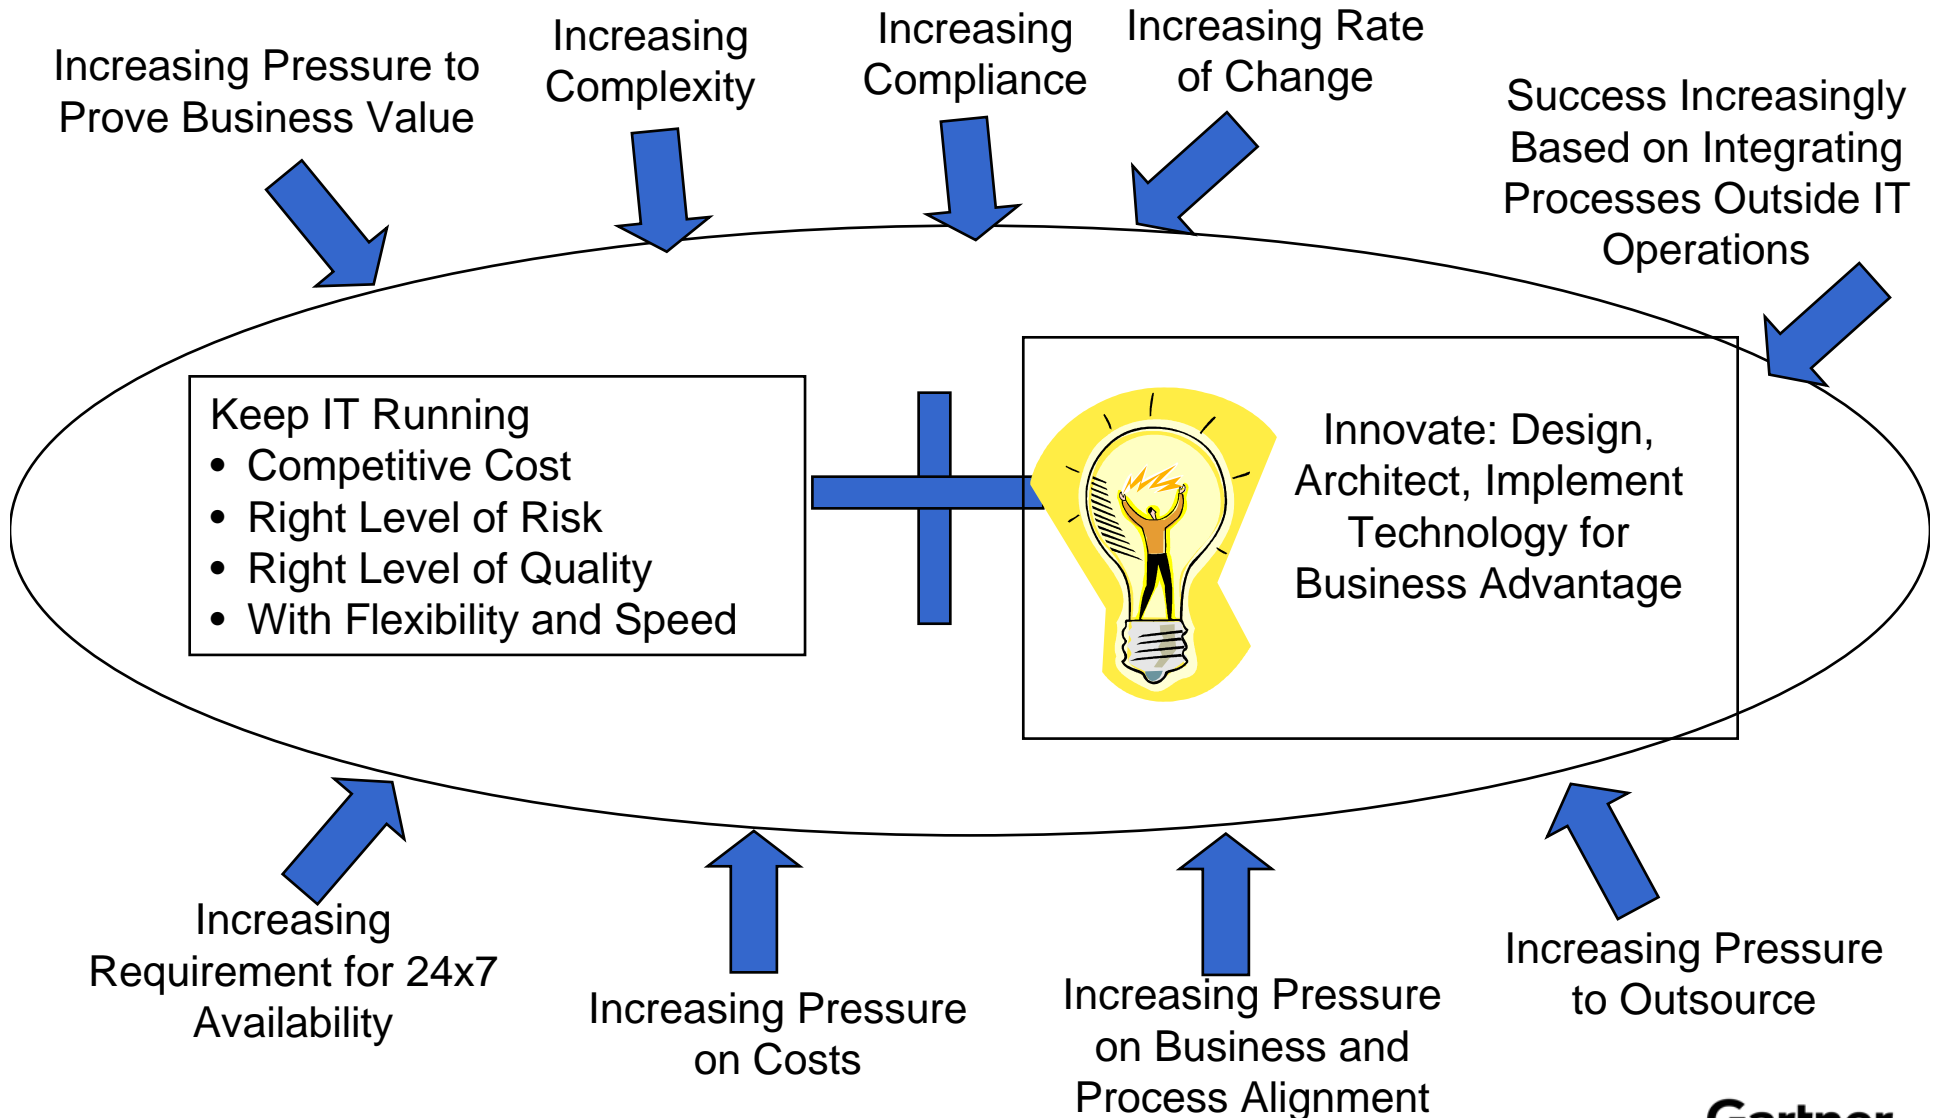 Increasing Pressure to
Prove Business Value
Increasing
Complexity
Increasing
Compliance
Increasing Rate
of Change
Success Increasingly
Based on Integrating
Processes Outside IT
Operations
Keep IT Running
• Competitive Cost
• Right Level of Risk
• Right Level of Quality
• With Flexibility and Speed
Innovate: Design,
Architect, Implement
Technology for
Business Advantage
Increasing
Requirement for 24x7
Availability
Increasing Pressure
on Costs
Increasing Pressure
on Business and
Process Alignment
Increasing Pressure
to Outsource
Gartner